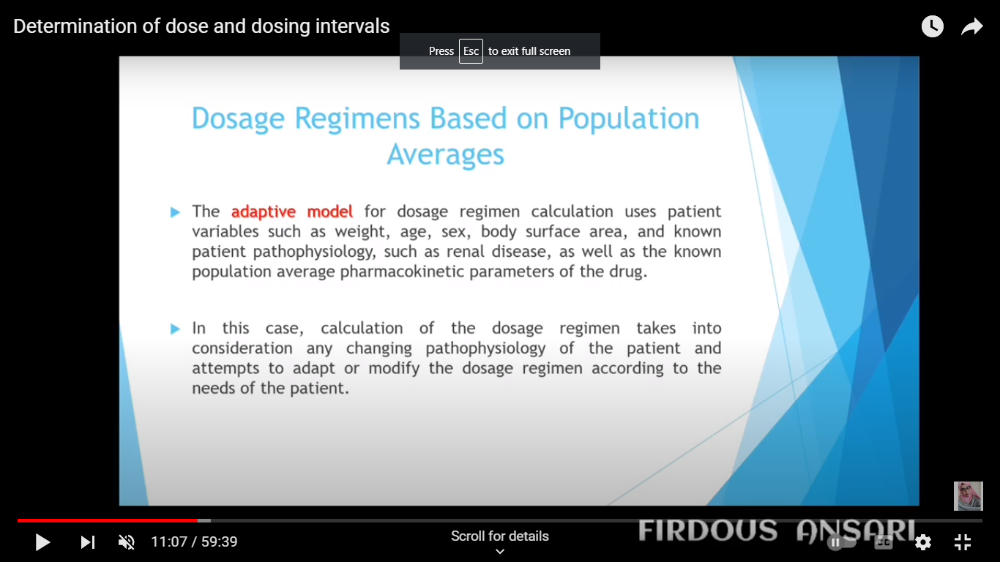 Determination of dose and dosing intervals
Press Esc to exit full screen
Dosage Regimens Based on Population
Averages
The adaptive model for dosage regimen calculation uses patient
variables such as weight, age, sex, body surface area, and known
patient pathophysiology, such as renal disease, as well as the known
population average pharmacokinetic parameters of the drug.
In this case, calculation of the dosage regimen takes into
consideration any changing pathophysiology of the patient and
attempts to adapt or modify the dosage regimen according to the
needs of the patient.
FIRDOUS ANSARI
11:07 / 59:39
Scroll for details
CC